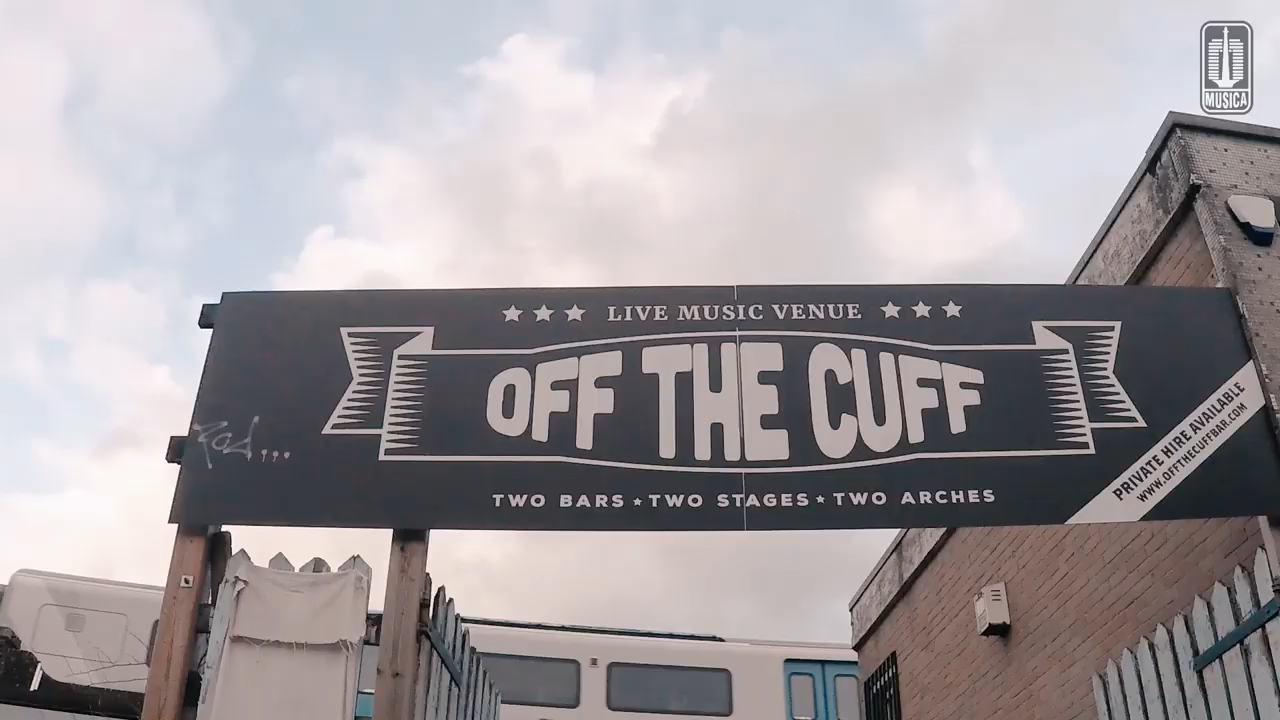 MUSICA
LIVE MUSIC VENUE
OFF THE CUFF
TWO BARS ★ TWO STAGES ★ TWO ARCHES
PRIVATE HIRE AVAILABLE
WWW.OFFTHECUFFBAR.COM